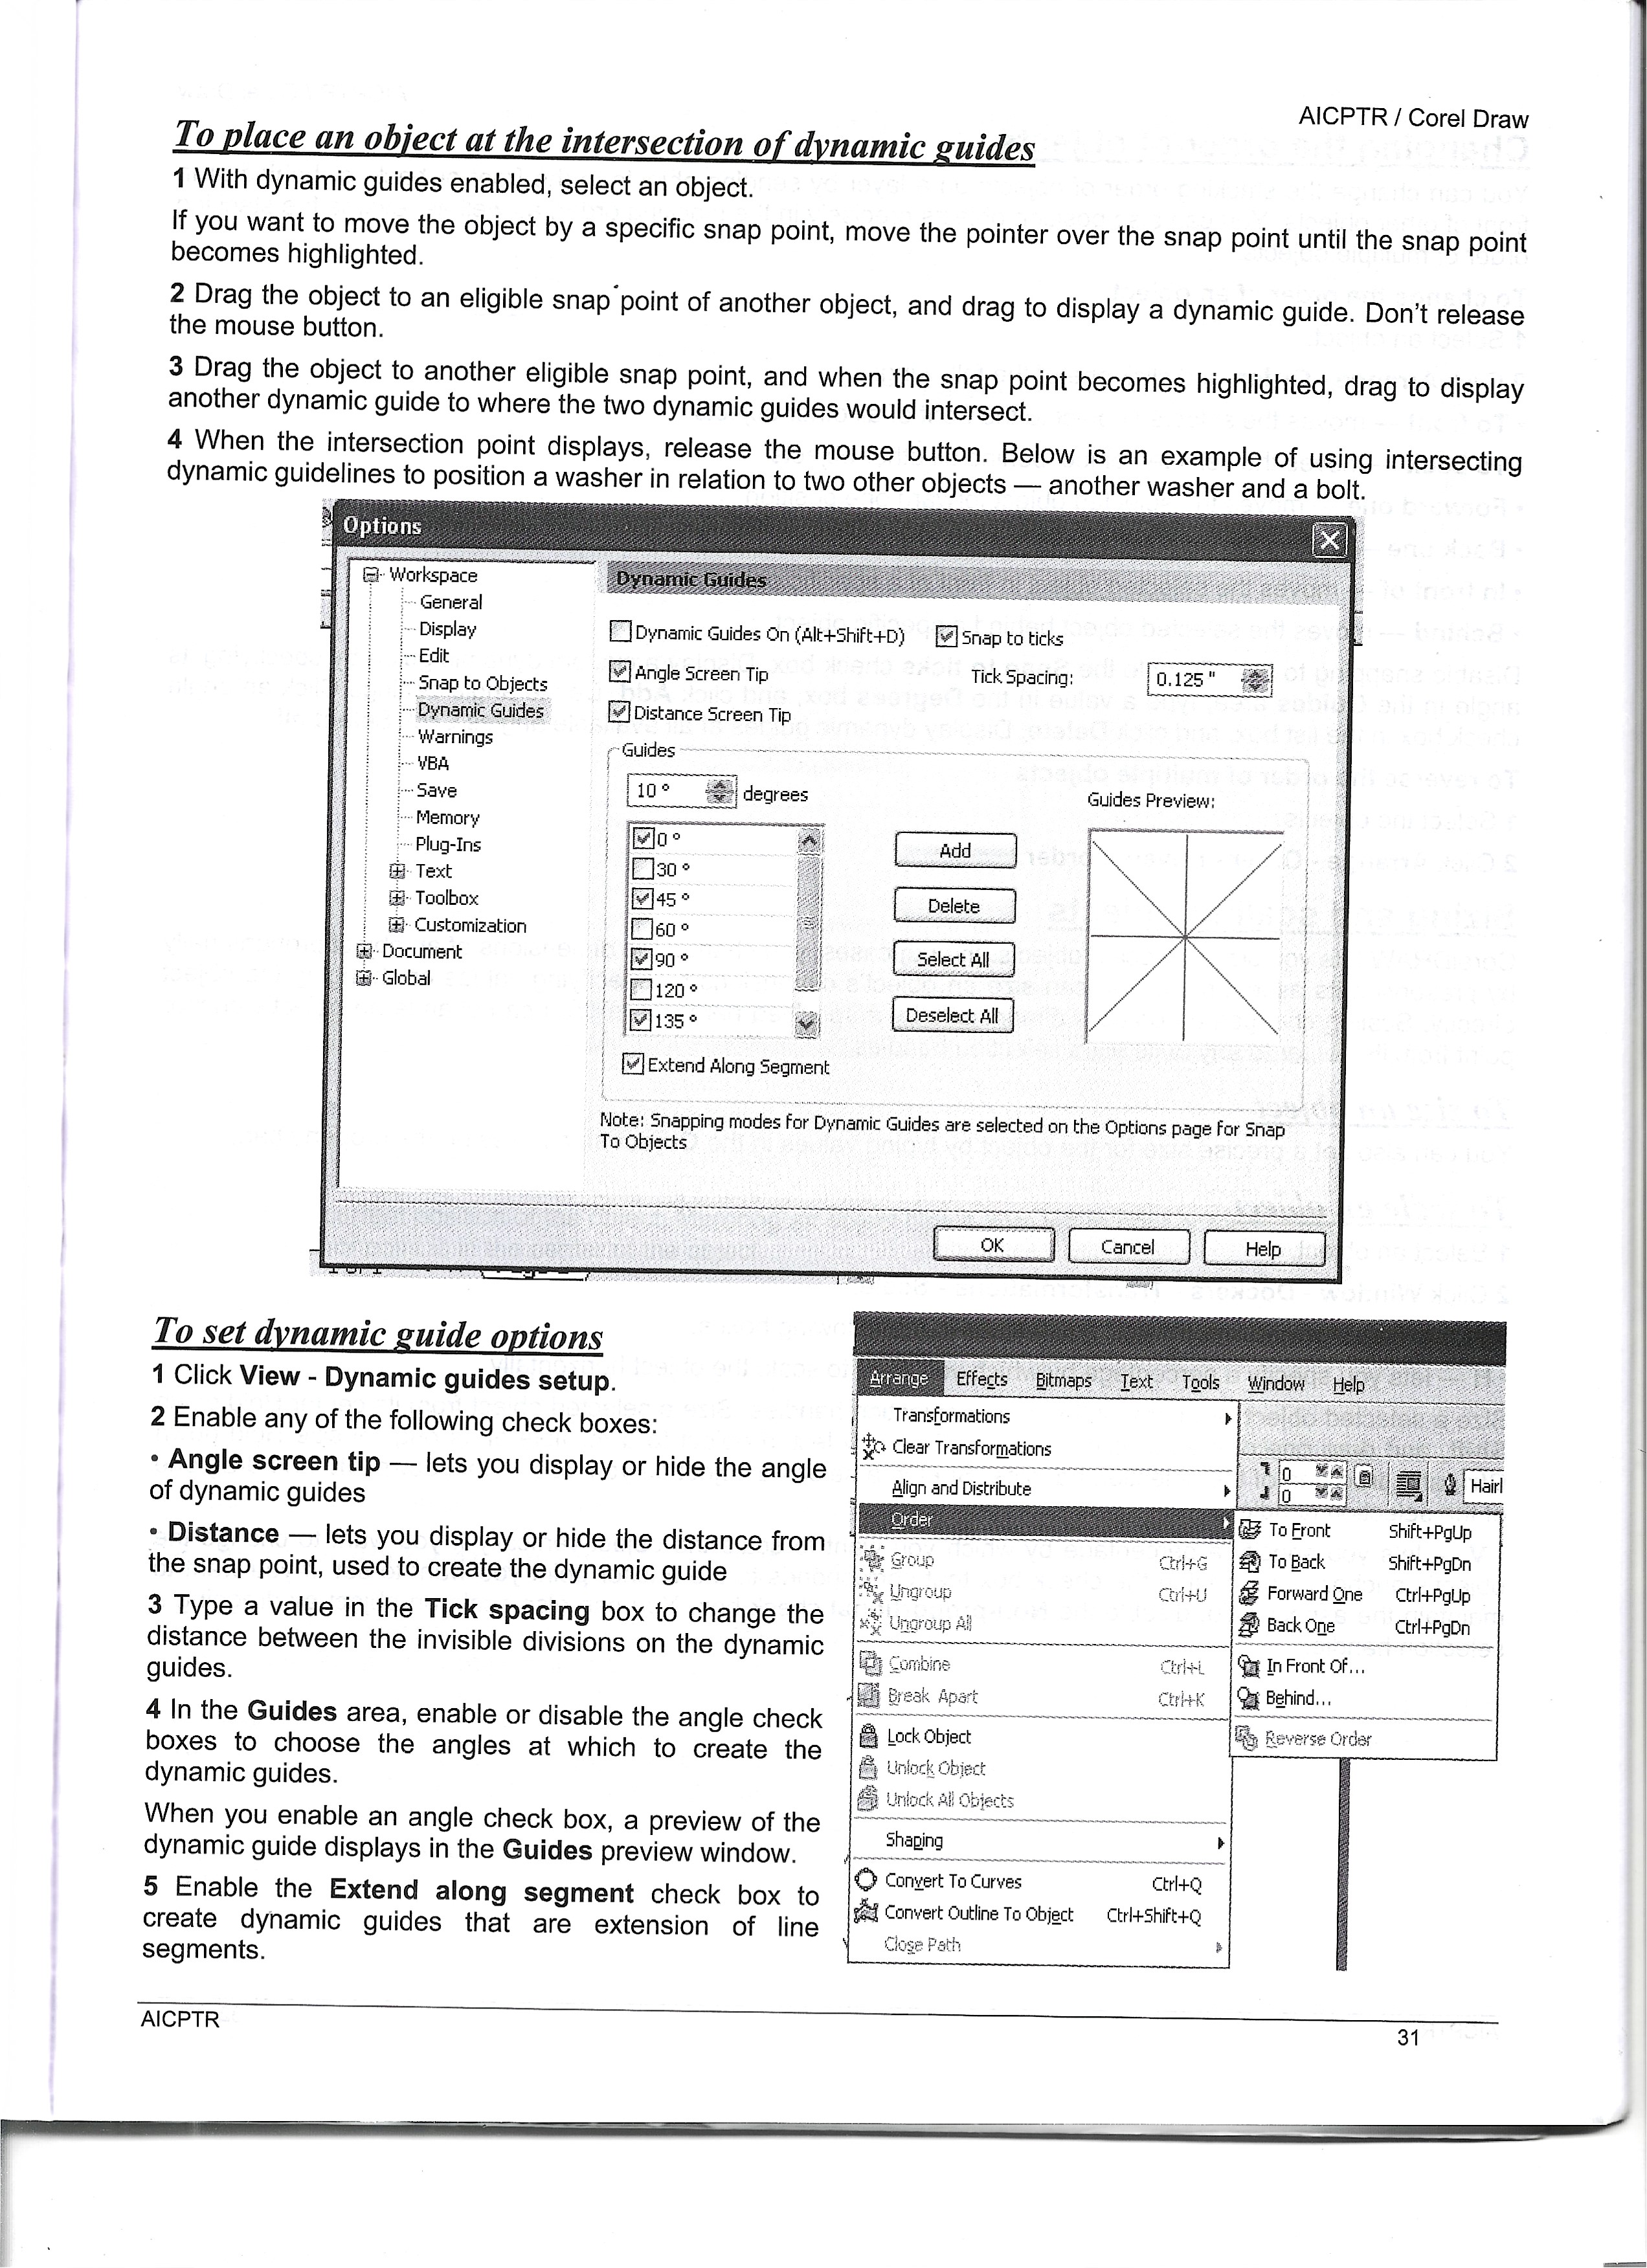 AICPTR / Corel Draw
To place an object at the intersection of dynamic guides
1 With dynamic guides enabled, select an object.
If you want to move the object by a specific snap point, move the pointer over the snap point until the snap point
becomes highlighted.
2 Drag the object to an eligible snap point of another object, and drag to display a dynamic guide. Don't release
the mouse button.
3 Drag the object to another eligible snap point, and when the snap point becomes highlighted, drag to display
another dynamic guide to where the two dynamic guides would intersect.
4 When the intersection point displays, release the mouse button. Below is an example of using intersecting
dynamic guidelines to position a washer in relation to two other objects — another washer and a bolt.
Options
Workspace
General
Display
Edit
Snap to Objects
Dynamic Guides
Warnings
VBA
Save
Memory
Plug-Ins
Text
Toolbox
Customization
Document
Global
Dynamic Guides
Dynamic Guides On (Alt+Shift+D) Snap to ticks
Angle Screen Tip Tick Spacing: 0.125 "
Distance Screen Tip
Guides
10 ° degrees
Guides Preview:
0 °
30 °
45 °
60 °
90 °
120 °
135 °
Add
Delete
Select All
Deselect All
Extend Along Segment
Note: Snapping modes for Dynamic Guides are selected on the Options page for Snap
To Objects
OK Cancel Help
To set dynamic guide options
1 Click View - Dynamic guides setup.
2 Enable any of the following check boxes:
• Angle screen tip — lets you display or hide the angle
of dynamic guides
• Distance — lets you display or hide the distance from
the snap point, used to create the dynamic guide
3 Type a value in the Tick spacing box to change the
distance between the invisible divisions on the dynamic
guides.
4 In the Guides area, enable or disable the angle check
boxes to choose the angles at which to create the
dynamic guides.
When you enable an angle check box, a preview of the
dynamic guide displays in the Guides preview window.
5 Enable the Extend along segment check box to
create dynamic guides that are extension of line
segments.
Arrange Effects Bitmaps Text Tools Window Help
Transformations
Clear Transformations
Align and Distribute
Order
Group Ctrl+G
Ungroup Ctrl+U
Ungroup All
Combine Ctrl+L
Break Apart Ctrl+K
Lock Object
Unlock Object
Unlock All Objects
Shaping
Convert To Curves Ctrl+Q
Convert Outline To Object Ctrl+Shift+Q
Close Path
0
0
Hairl
To Front Shift+PgUp
To Back Shift+PgDn
Forward One Ctrl+PgUp
Back One Ctrl+PgDn
In Front Of...
Behind...
Reverse Order
AICPTR
31